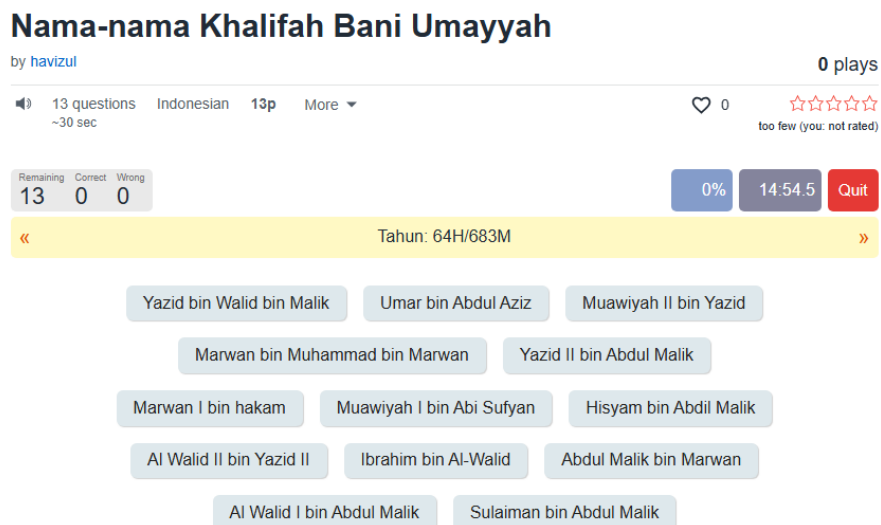 Nama-nama Khalifah Bani Umayyah
by havizul
0 plays
13 questions Indonesian 13p More
~30 sec
0
too few (you: not rated)
Remaining Correct Wrong
13 0 0
0% 14:54.5 Quit
« Tahun: 64H/683M »
Yazid bin Walid bin Malik Umar bin Abdul Aziz Muawiyah II bin Yazid
Marwan bin Muhammad bin Marwan Yazid II bin Abdul Malik
Marwan I bin hakam Muawiyah I bin Abi Sufyan Hisyam bin Abdil Malik
Al Walid II bin Yazid II Ibrahim bin Al-Walid Abdul Malik bin Marwan
Al Walid I bin Abdul Malik Sulaiman bin Abdul Malik